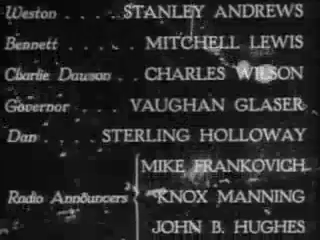 Weston . . . . STANLEY ANDREWS
Bennett . . . . . MITCHELL LEWIS
Charlie Dawson . . CHARLES WILSON
Governor . . . . VAUGHAN GLASER
Dan . . . . STERLING HOLLOWAY
MIKE FRANKOVICH
Radio Announcers { KNOX MANNING
JOHN B. HUGHES